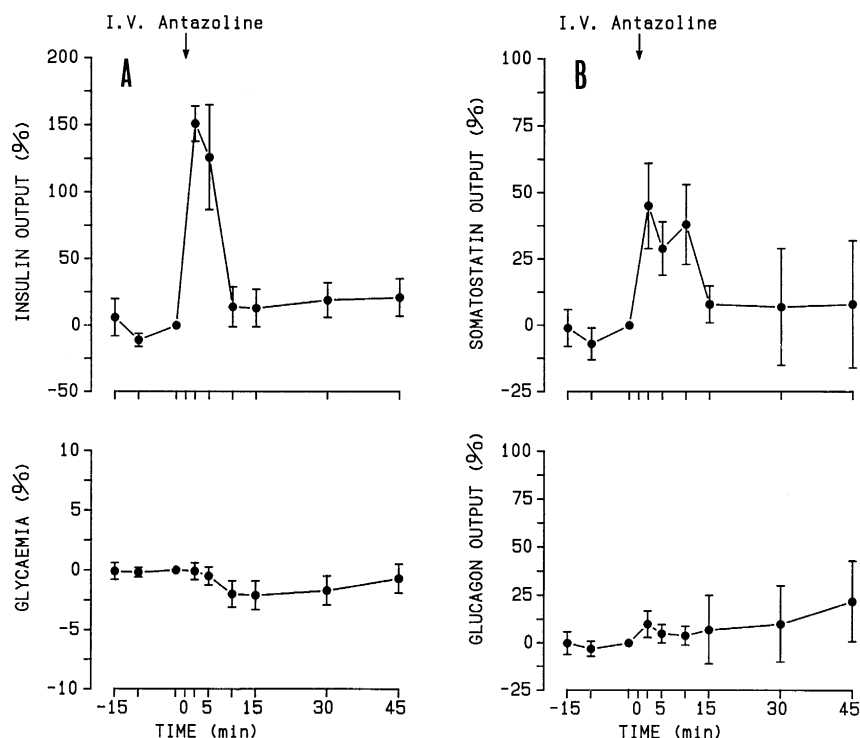 I.V. Antazoline
A
INSULIN OUTPUT (%)
200
150
100
50
0
-50
GLYCAEMIA (%)
10
5
0
-5
-10
-15 0 5 15 30 45
TIME (min)
I.V. Antazoline
B
SOMATOSTATIN OUTPUT (%)
100
75
50
25
0
-25
GLUCAGON OUTPUT (%)
100
75
50
25
0
-25
-15 0 5 15 30 45
TIME (min)